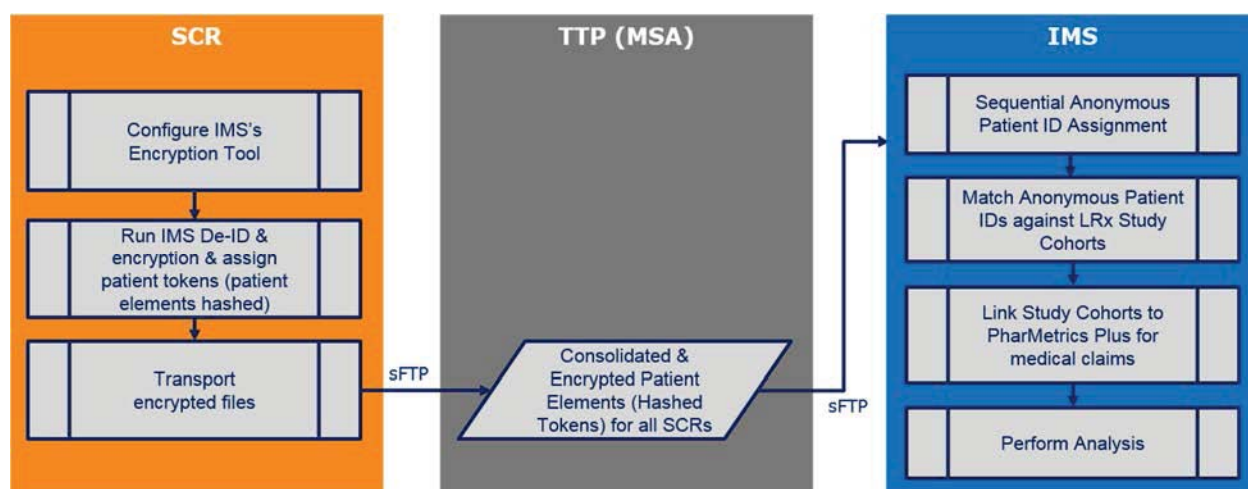 SCR
Configure IMS's
Encryption Tool
Run IMS De-ID &
encryption & assign
patient tokens (patient
elements hashed)
Transport
encrypted files
sFTP
TTP (MSA)
Consolidated &
Encrypted Patient
Elements (Hashed
Tokens) for all SCRs
sFTP
IMS
Sequential Anonymous
Patient ID Assignment
Match Anonymous Patient
IDs against LRx Study
Cohorts
Link Study Cohorts to
PharMetrics Plus for
medical claims
Perform Analysis